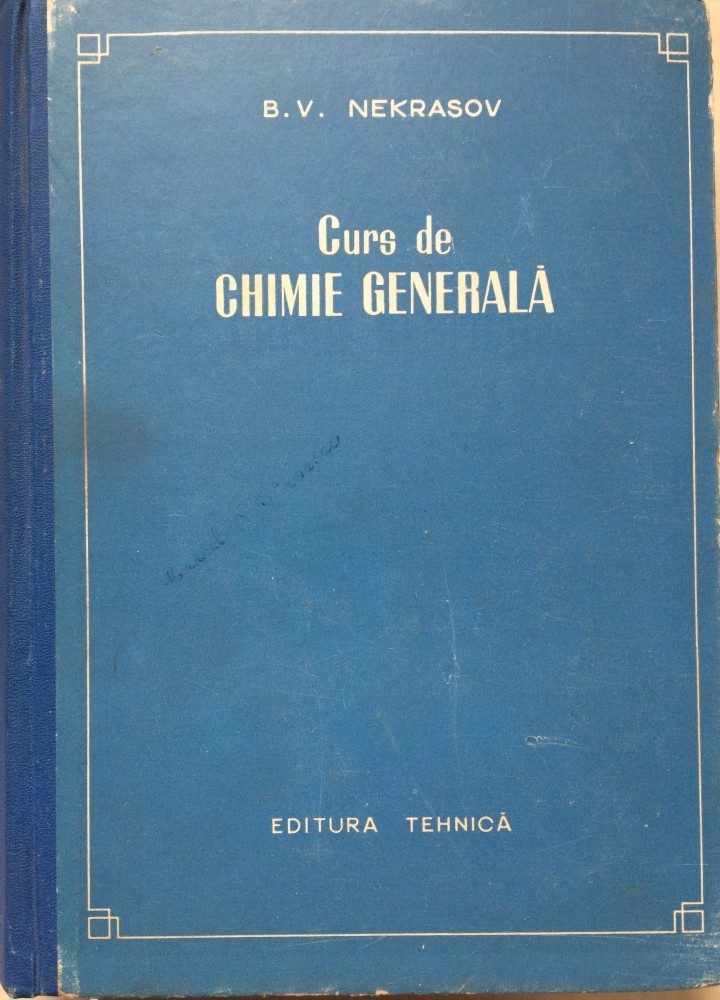 B.V. NEKRASOV
Curs de
CHIMIE GENERALĂ
EDITURA TEHNICĂ